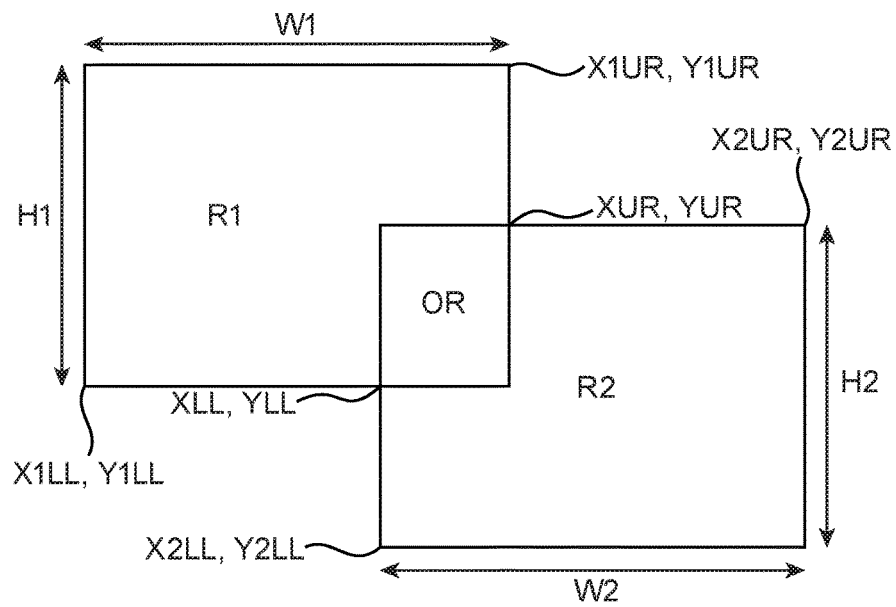 W1
X1UR, Y1UR
X2UR, Y2UR
H1
R1
XUR, YUR
OR
R2
H2
XLL, YLL
X1LL, Y1LL
X2LL, Y2LL
W2